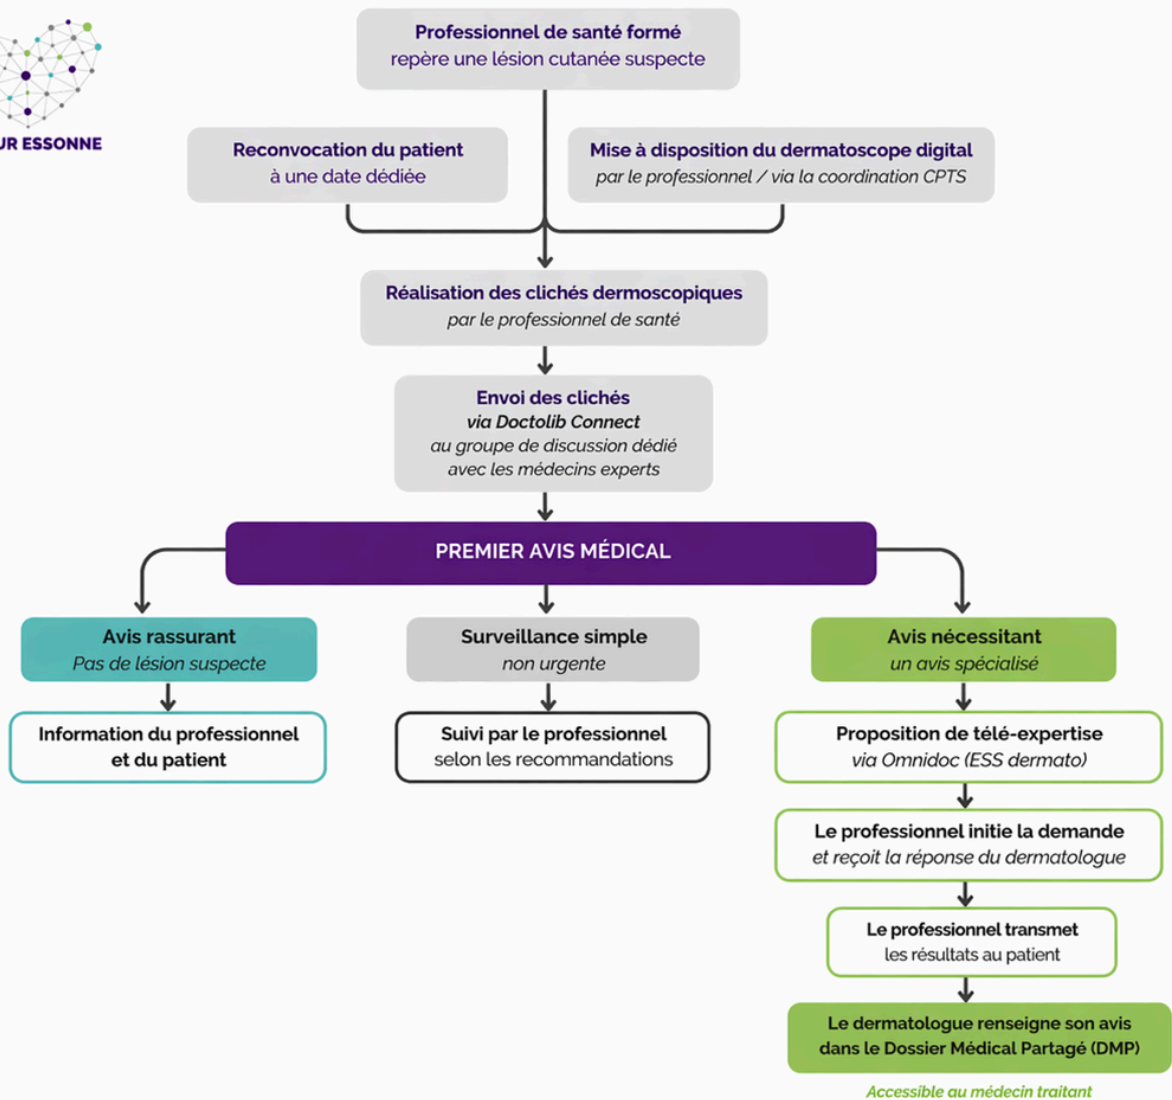 Professionnel de santé formé
repère une lésion cutanée suspecte
UR ESSONNE
Reconvocation du patient
à une date dédiée
Mise à disposition du dermatoscope digital
par le professionnel / via la coordination CPTS
Réalisation des clichés dermoscopiques
par le professionnel de santé
Envoi des clichés
via Doctolib Connect
au groupe de discussion dédié
avec les médecins experts
PREMIER AVIS MÉDICAL
Avis rassurant
Pas de lésion suspecte
Information du professionnel
et du patient
Surveillance simple
non urgente
Suivi par le professionnel
selon les recommandations
Avis nécessitant
un avis spécialisé
Proposition de télé-expertise
via Omnidoc (ESS dermato)
Le professionnel initie la demande
et reçoit la réponse du dermatologue
Le professionnel transmet
les résultats au patient
Le dermatologue renseigne son avis
dans le Dossier Médical Partagé (DMP)
Accessible au médecin traitant